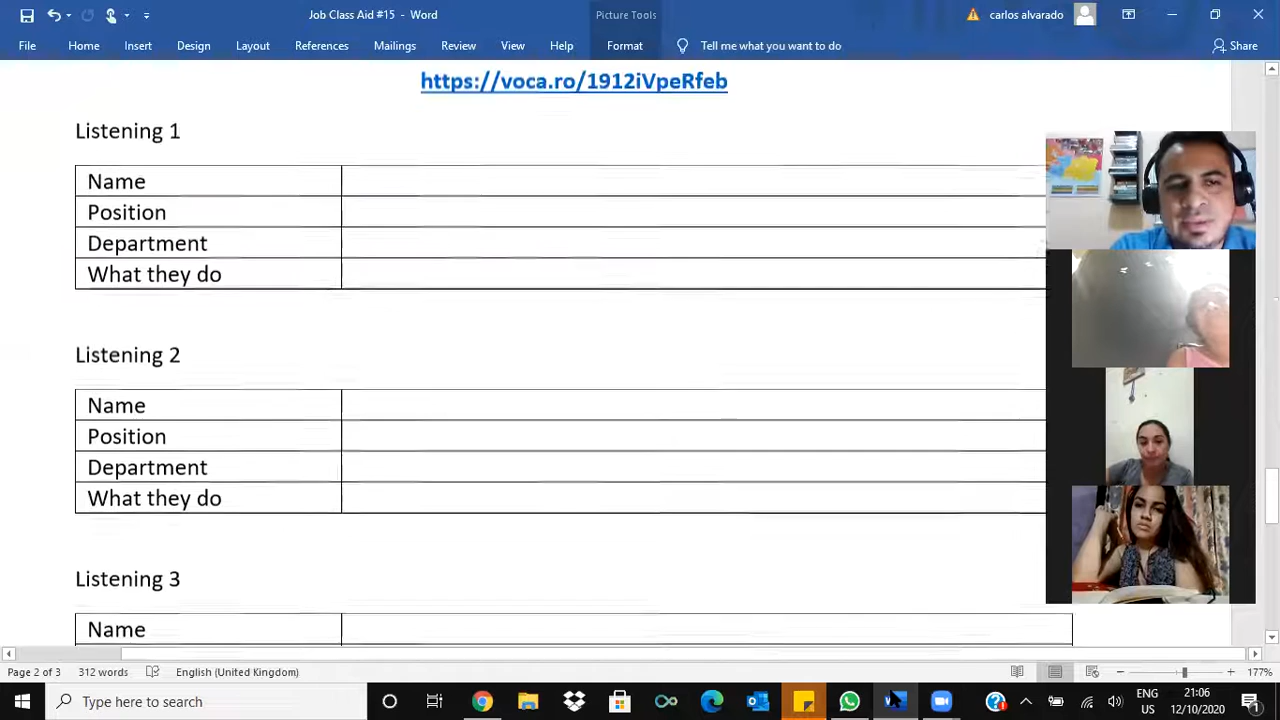 Job Class Aid #15 - Word
Picture Tools
carlos alvarado
File Home Insert Design Layout References Mailings Review View Help Format Tell me what you want to do Share
https://voca.ro/1912iVpeRfeb
Listening 1
Name
Position
Department
What they do
Listening 2
Name
Position
Department
What they do
Listening 3
Name
Page 2 of 3 312 words English (United Kingdom) 177%
Type here to search
ENG 21:06
US 12/10/2020